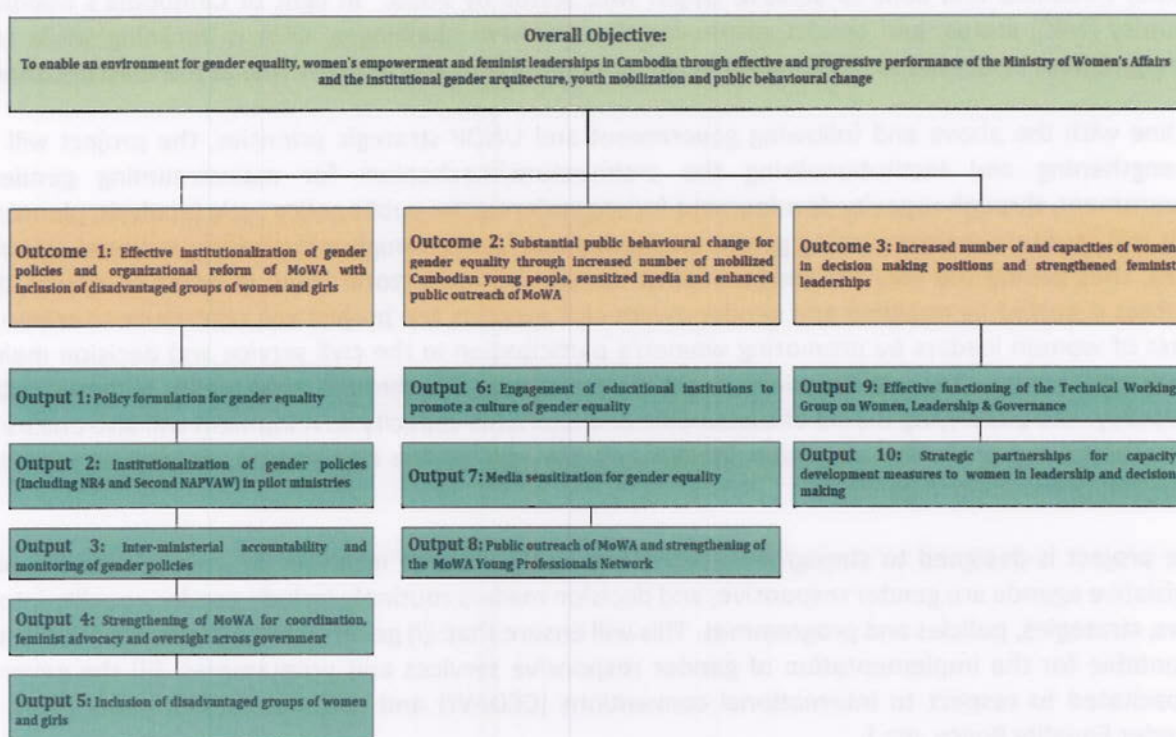 Overall Objective:
To enable an environment for gender equality, women's empowerment and feminist leaderships in Cambodia through effective and progressive performance of the Ministry of Women's Affairs
and the institutional gender arquitecture, youth mobilization and public behavioural change
Outcome 1: Effective institutionalization of gender
policies and organizational reform of MoWA with
inclusion of disadvantaged groups of women and girls
Outcome 2: Substantial public behavioural change for
gender equality through increased number of mobilized
Cambodian young people, sensitized media and enhanced
public outreach of MoWA
Outcome 3: Increased number of and capacities of women
in decision making positions and strengthened feminist
leaderships
Output 1: Policy formulation for gender equality
Output 2: Institutionalization of gender policies
(including NR4 and Second NAPVAW) in pilot ministries
Output 3: Inter-ministerial accountability and
monitoring of gender policies
Output 4: Strengthening of MoWA for coordination,
feminist advocacy and oversight across government
Output 5: Inclusion of disadvantaged groups of women
and girls
Output 6: Engagement of educational institutions to
promote a culture of gender equality
Output 7: Media sensitization for gender equality
Output 8: Public outreach of MoWA and strengthening of
the MoWA Young Professionals Network
Output 9: Effective functioning of the Technical Working
Group on Women, Leadership & Governance
Output 10: Strategic partnerships for capacity
development measures to women in leadership and decision
making